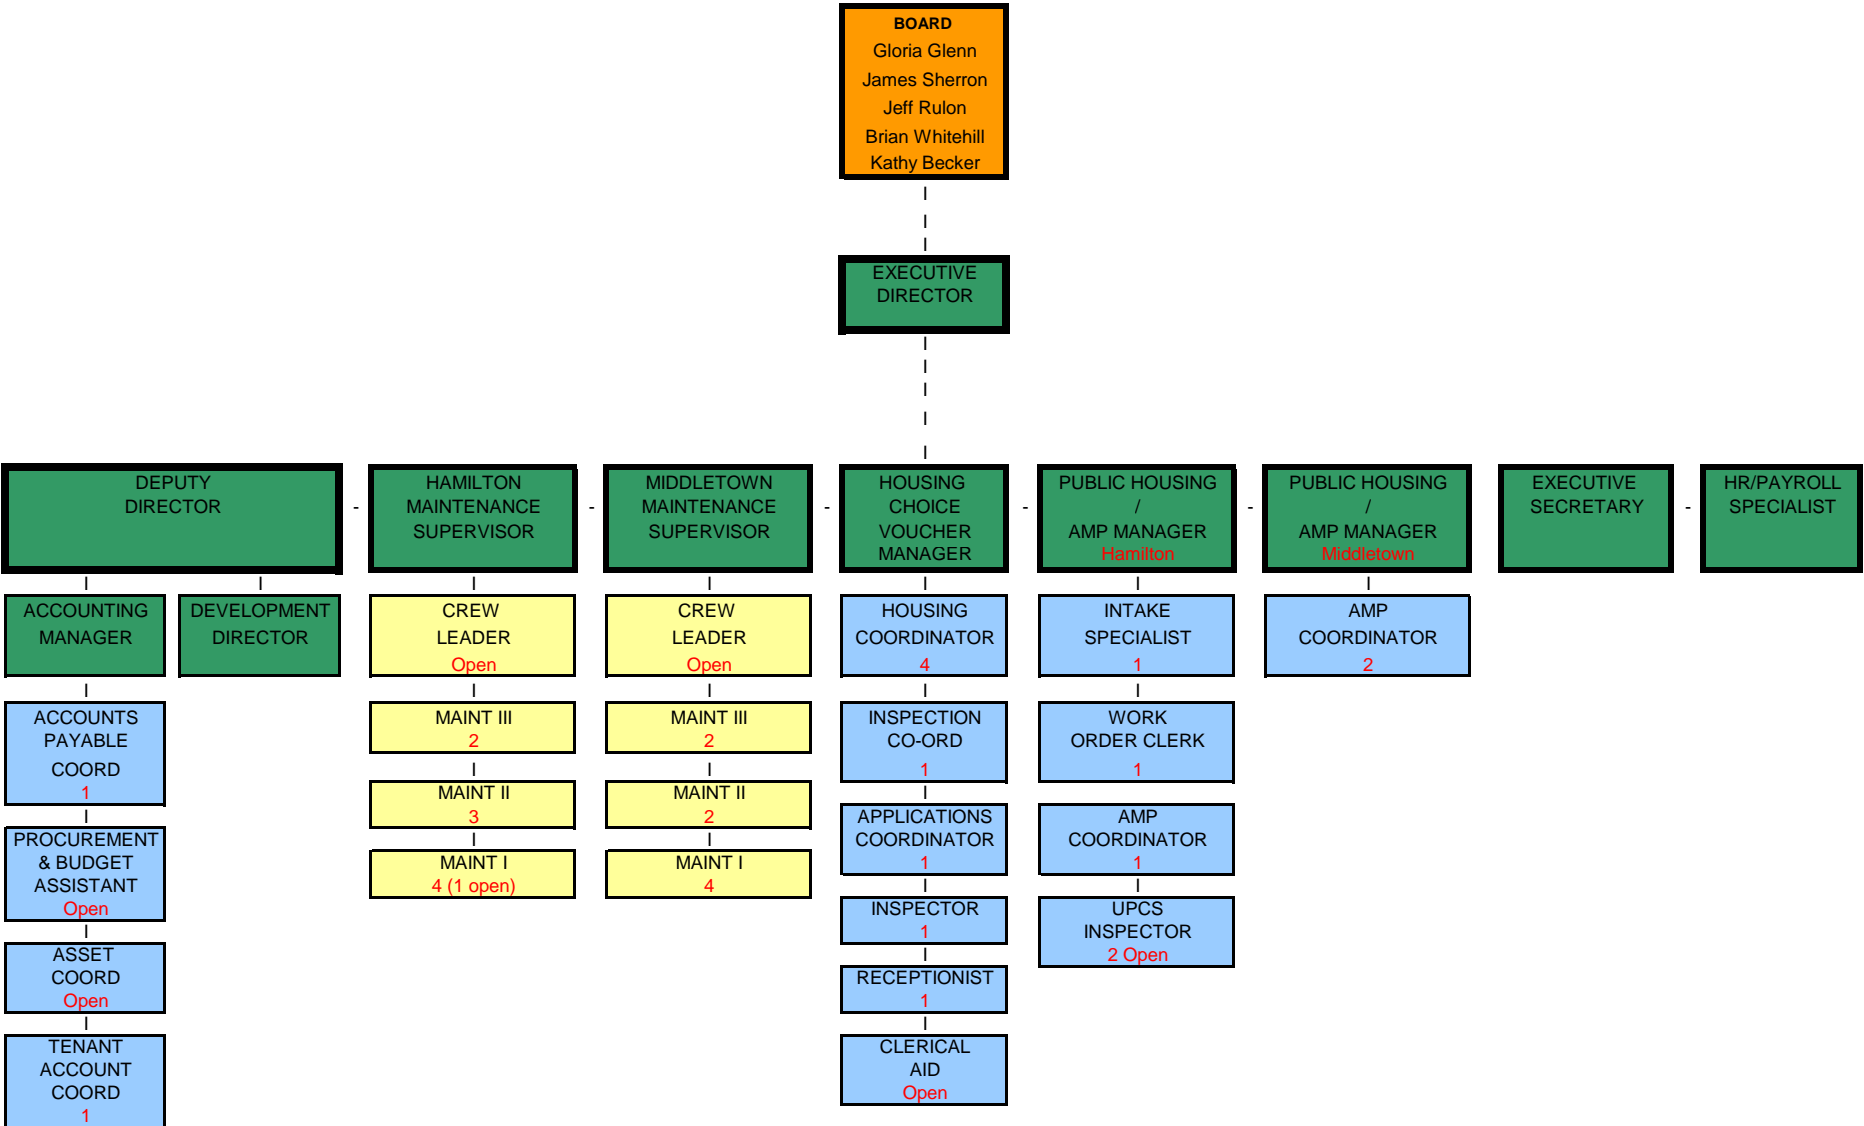 BOARD
Gloria Glenn
James Sherron
Jeff Rulon
Brian Whitehill
Kathy Becker
EXECUTIVE
DIRECTOR
DEPUTY
DIRECTOR
HAMILTON
MAINTENANCE
SUPERVISOR
MIDDLETOWN
MAINTENANCE
SUPERVISOR
HOUSING
CHOICE
VOUCHER
MANAGER
PUBLIC HOUSING
/
AMP MANAGER
Hamilton
PUBLIC HOUSING
/
AMP MANAGER
Middletown
EXECUTIVE
SECRETARY
HR/PAYROLL
SPECIALIST
ACCOUNTING
MANAGER
DEVELOPMENT
DIRECTOR
CREW
LEADER
Open
CREW
LEADER
Open
HOUSING
COORDINATOR
4
INTAKE
SPECIALIST
1
AMP
COORDINATOR
2
ACCOUNTS
PAYABLE
COORD
1
MAINT III
2
MAINT III
2
INSPECTION
CO-ORD
1
WORK
ORDER CLERK
1
MAINT II
3
MAINT II
2
APPLICATIONS
COORDINATOR
1
AMP
COORDINATOR
1
PROCUREMENT
& BUDGET
ASSISTANT
Open
MAINT I
4 (1 open)
MAINT I
4
INSPECTOR
1
UPCS
INSPECTOR
2 Open
ASSET
COORD
Open
RECEPTIONIST
1
TENANT
ACCOUNT
COORD
1
CLERICAL
AID
Open